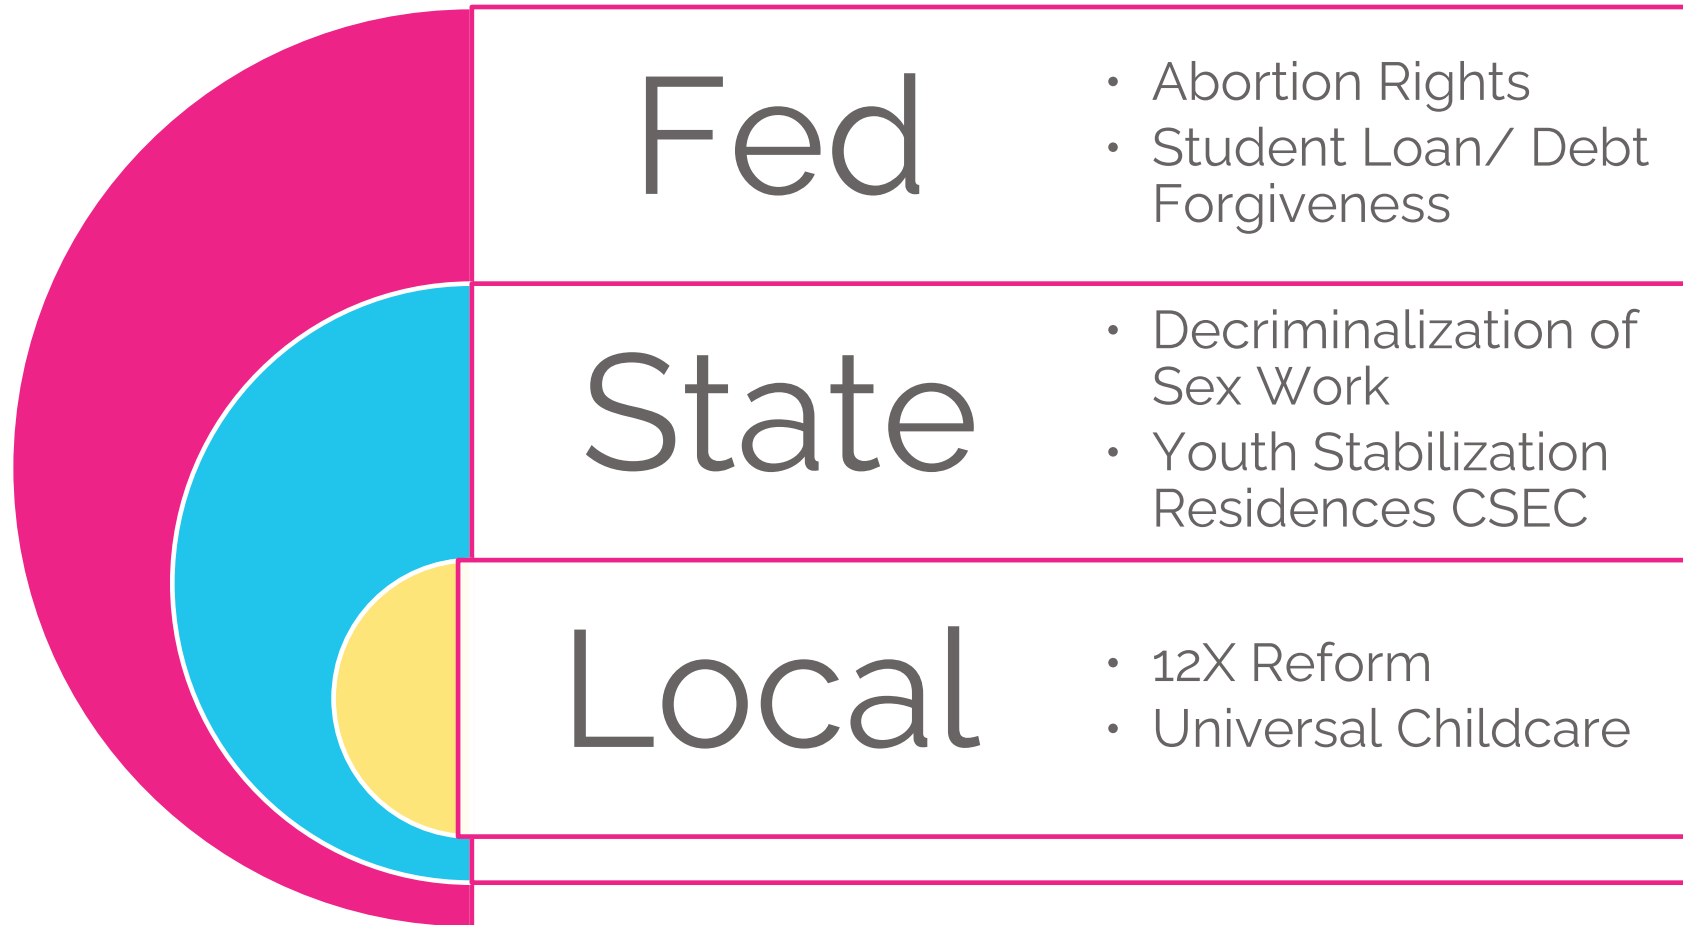 Fed
• Abortion Rights
• Student Loan/ Debt
Forgiveness
State
• Decriminalization of
Sex Work
• Youth Stabilization
Residences CSEC
Local
• 12X Reform
• Universal Childcare